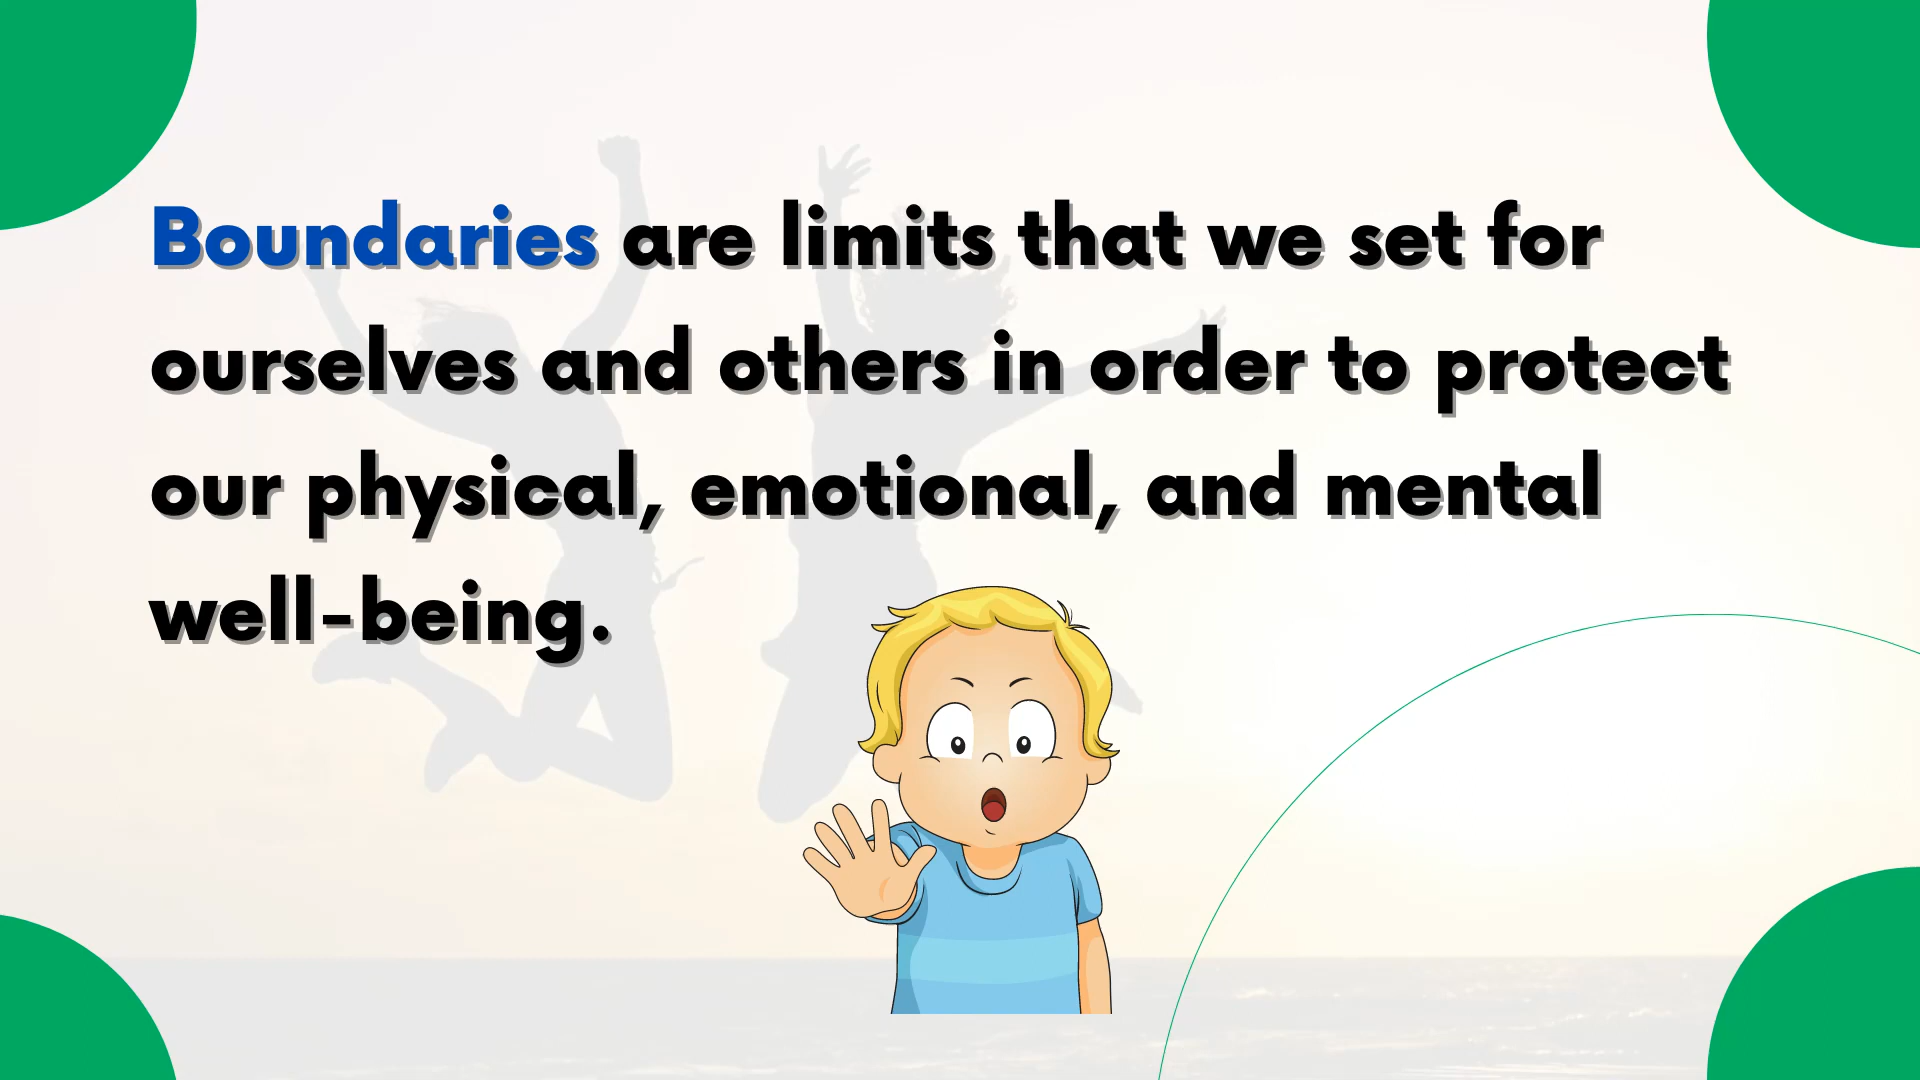 Boundaries are limits that we set for
ourselves and others in order to protect
our physical, emotional, and mental
well-being.